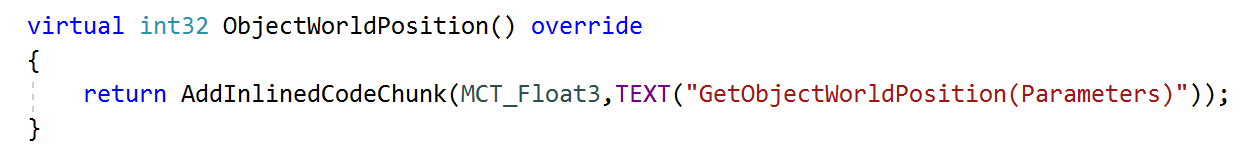 virtual int32 ObjectWorldPosition() override
{
return AddInlinedCodeChunk(MCT_Float3,TEXT("GetObjectWorldPosition(Parameters)"));
}